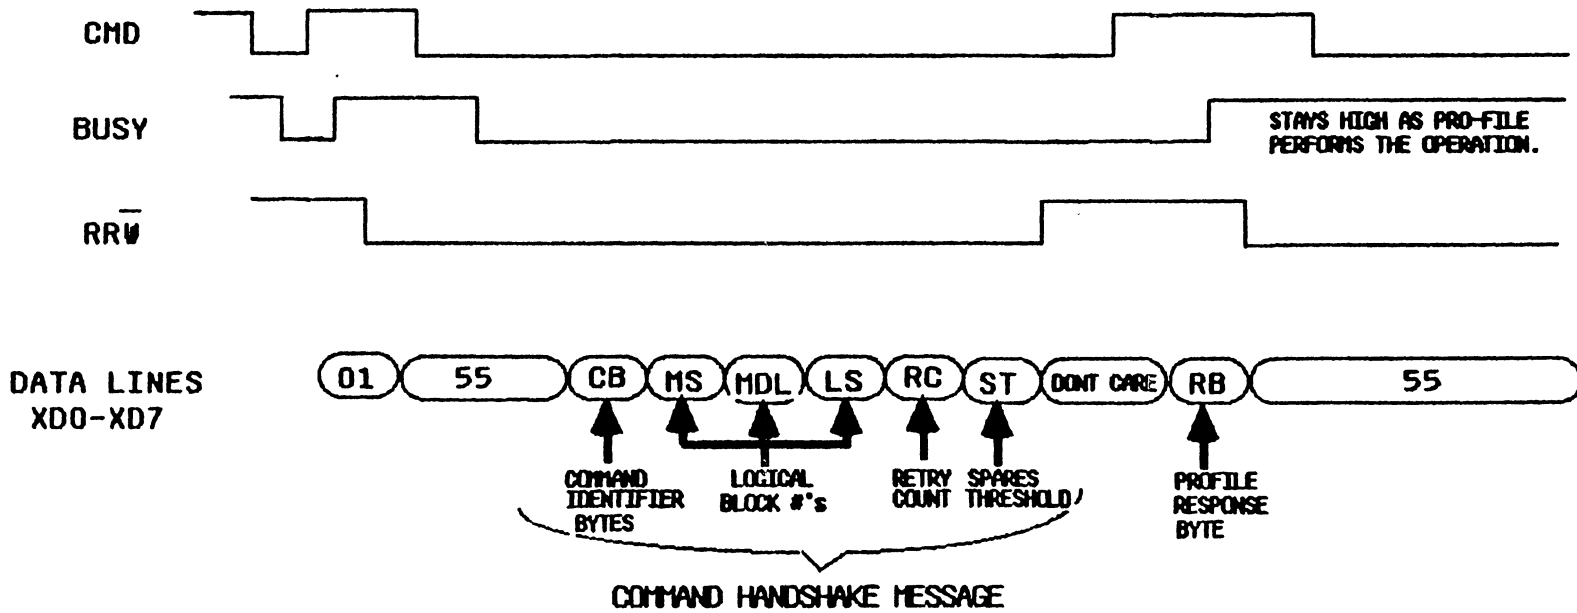 CMD
BUSY
STAYS HIGH AS PRO-FILE
PERFORMS THE OPERATION.
RRW̅
DATA LINES
XD0-XD7
01 55 CB MS MDL LS RC ST DONT CARE RB 55
COMMAND
IDENTIFIER
BYTES
LOGICAL
BLOCK #'s
RETRY
COUNT
SPARES
THRESHOLD
PROFILE
RESPONSE
BYTE
COMMAND HANDSHAKE MESSAGE